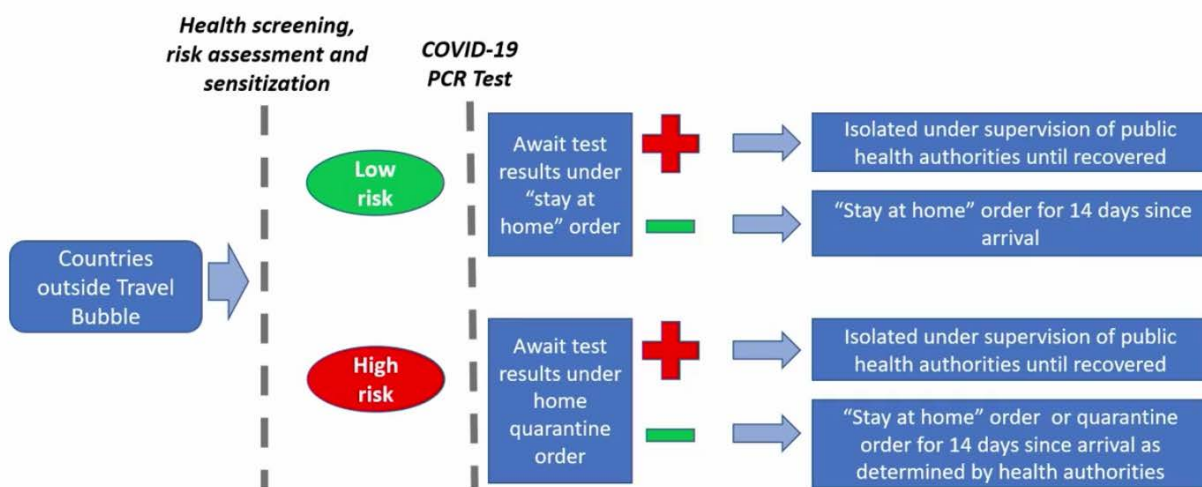 Health screening,
risk assessment and
sensitization
COVID-19
PCR Test
Countries
outside Travel
Bubble
Low
risk
Await test
results under
“stay at
home” order
Isolated under supervision of public
health authorities until recovered
“Stay at home” order for 14 days since
arrival
High
risk
Await test
results under
home
quarantine
order
Isolated under supervision of public
health authorities until recovered
“Stay at home” order or quarantine
order for 14 days since arrival as
determined by health authorities